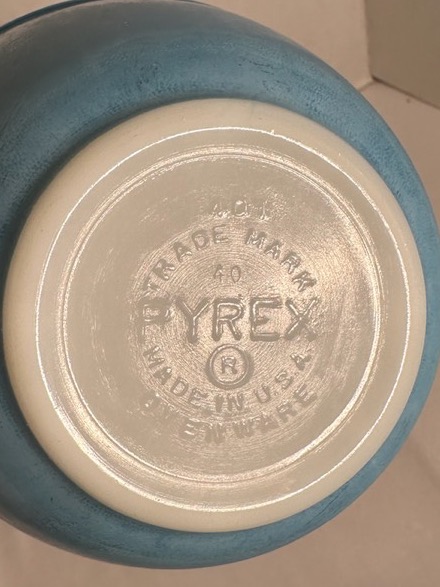 401
TRADE MARK
40
PYREX
®
MADE IN U.S.A
OVENWARE